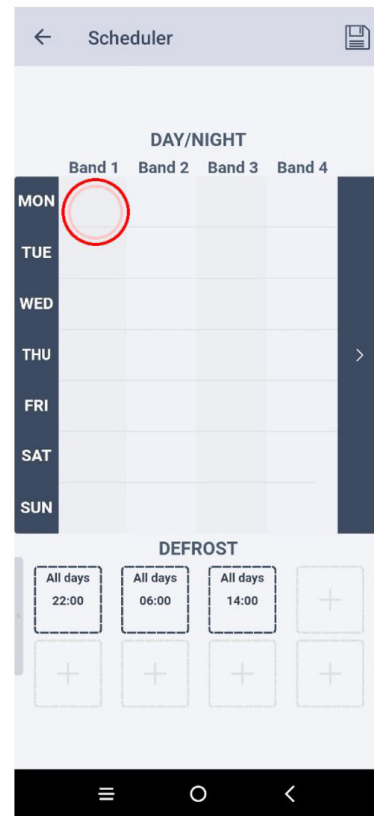 Scheduler
DAY/NIGHT
Band 1 Band 2 Band 3 Band 4
MON
TUE
WED
THU
FRI
SAT
SUN
DEFROST
All days All days All days
22:00 06:00 14:00